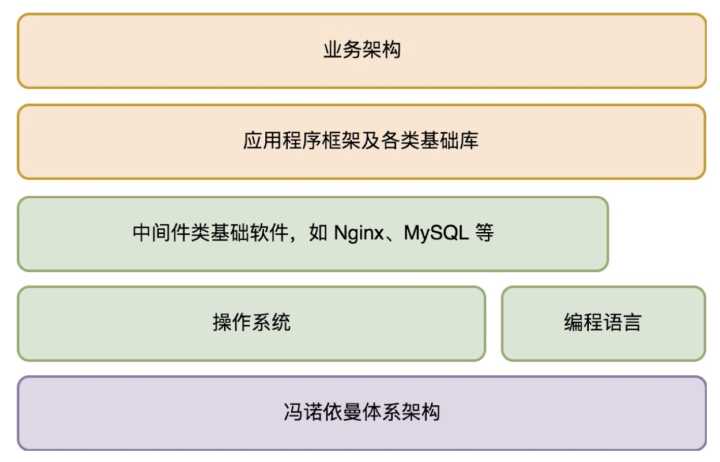 业务架构
应用程序框架及各类基础库
中间件类基础软件，如 Nginx、MySQL 等
操作系统
编程语言
冯诺依曼体系架构